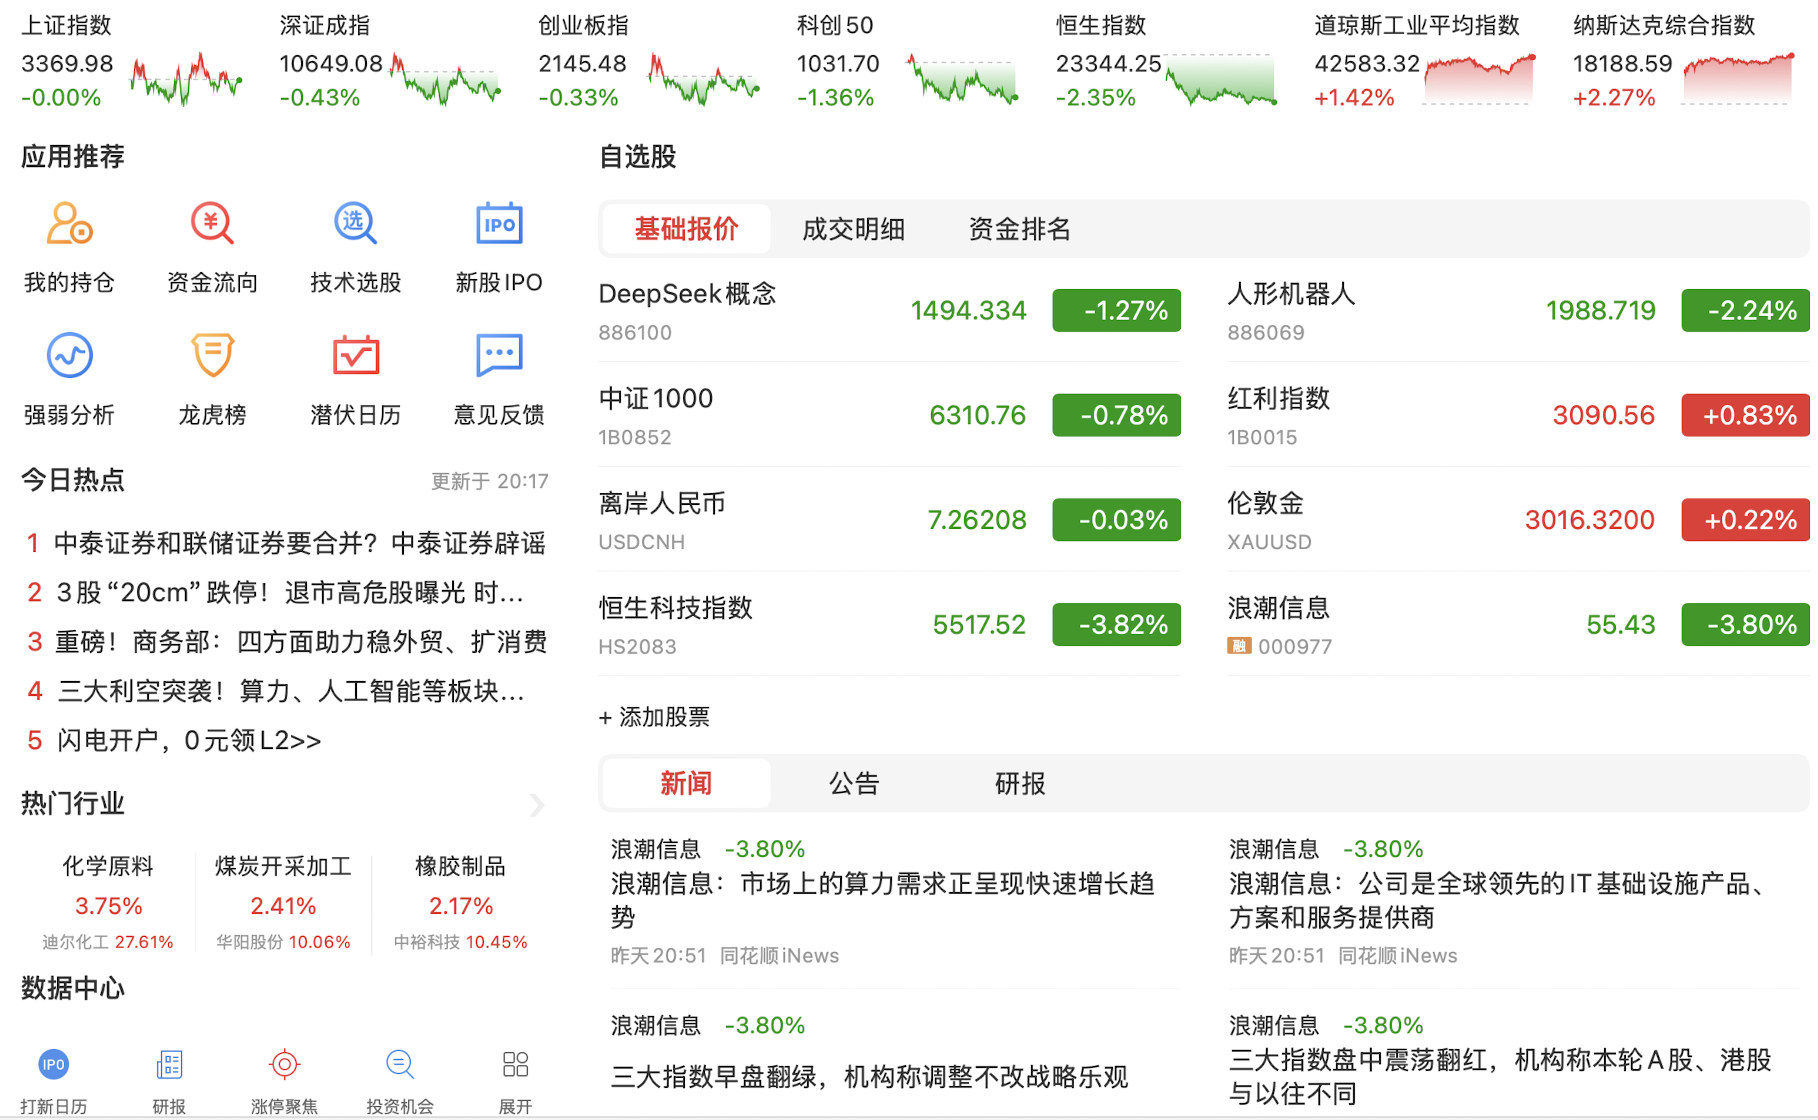 上证指数
3369.98
-0.00%
深证成指
10649.08
-0.43%
创业板指
2145.48
-0.33%
科创50
1031.70
-1.36%
恒生指数
23344.25
-2.35%
道琼斯工业平均指数
42583.32
+1.42%
纳斯达克综合指数
18188.59
+2.27%
应用推荐
¥
选
IPO
我的持仓
资金流向
技术选股
新股IPO
强弱分析
龙虎榜
潜伏日历
意见反馈
今日热点
更新于 20:17
1 中泰证券和联储证券要合并？中泰证券辟谣
2 3股“20cm”跌停！退市高危股曝光 时...
3 重磅！商务部：四方面助力稳外贸、扩消费
4 三大利空突袭！算力、人工智能等板块...
5 闪电开户，0元领L2>>
热门行业
化学原料
3.75%
迪尔化工 27.61%
煤炭开采加工
2.41%
华阳股份 10.06%
橡胶制品
2.17%
中裕科技 10.45%
数据中心
IPO
打新日历
研报
涨停聚焦
投资机会
展开
自选股
基础报价
成交明细
资金排名
DeepSeek概念
886100
1494.334
-1.27%
人形机器人
886069
1988.719
-2.24%
中证1000
1B0852
6310.76
-0.78%
红利指数
1B0015
3090.56
+0.83%
离岸人民币
USDCNH
7.26208
-0.03%
伦敦金
XAUUSD
3016.3200
+0.22%
恒生科技指数
HS2083
5517.52
-3.82%
浪潮信息
融 000977
55.43
-3.80%
+ 添加股票
新闻
公告
研报
浪潮信息 -3.80%
浪潮信息：市场上的算力需求正呈现快速增长趋
势
昨天20:51 同花顺iNews
浪潮信息 -3.80%
浪潮信息：公司是全球领先的IT基础设施产品、
方案和服务提供商
昨天20:51 同花顺iNews
浪潮信息 -3.80%
三大指数早盘翻绿，机构称调整不改战略乐观
浪潮信息 -3.80%
三大指数盘中震荡翻红，机构称本轮A股、港股
与以往不同